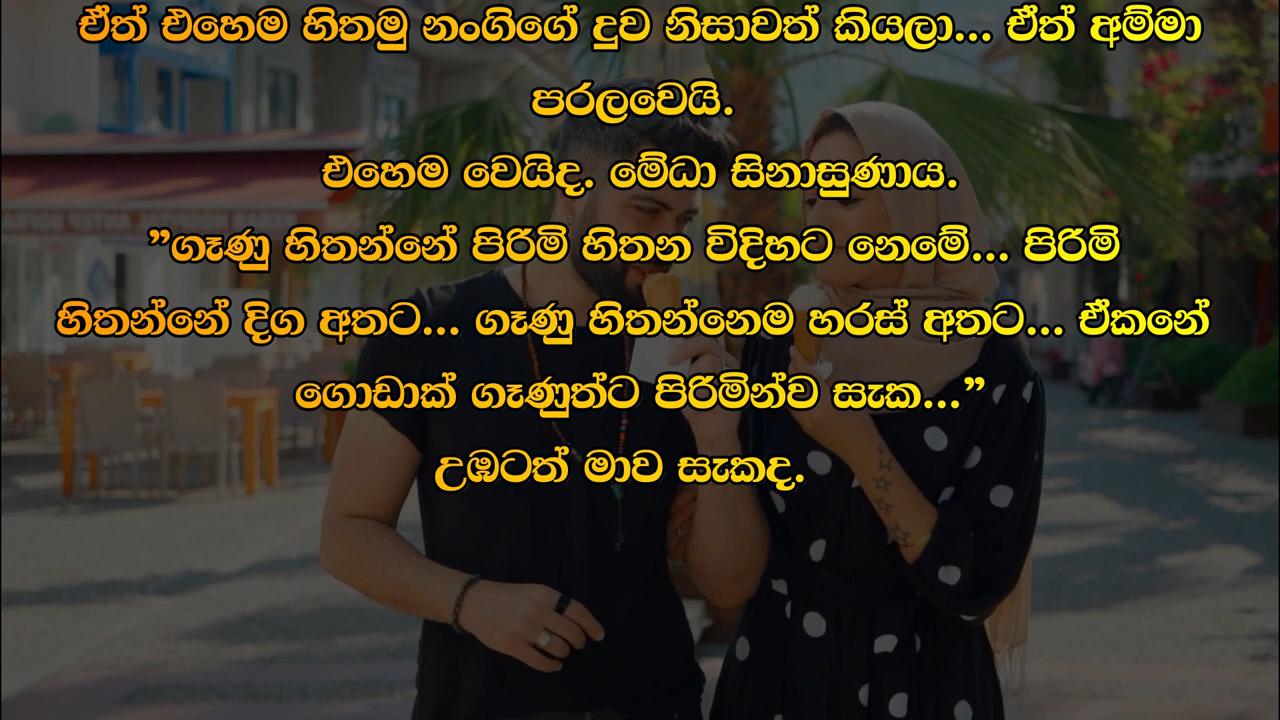 ඒත් එහෙම හිතමු නංගිගේ දුව නිසාවත් කියලා... ඒත් අම්මා
පරලවෙයි.
එහෙම වෙයිද. මේධා සිනාසුණාය.
”ගෑණු හිතන්නේ පිරිමි හිතන විදිහට නෙමේ... පිරිමි
හිතන්නේ දිග අතට... ගෑණු හිතන්නෙම හරස් අතට... ඒකනේ
ගොඩාක් ගෑණුත්ට පිරිමින්ව සැක...”
උඹටත් මාව සැකද.